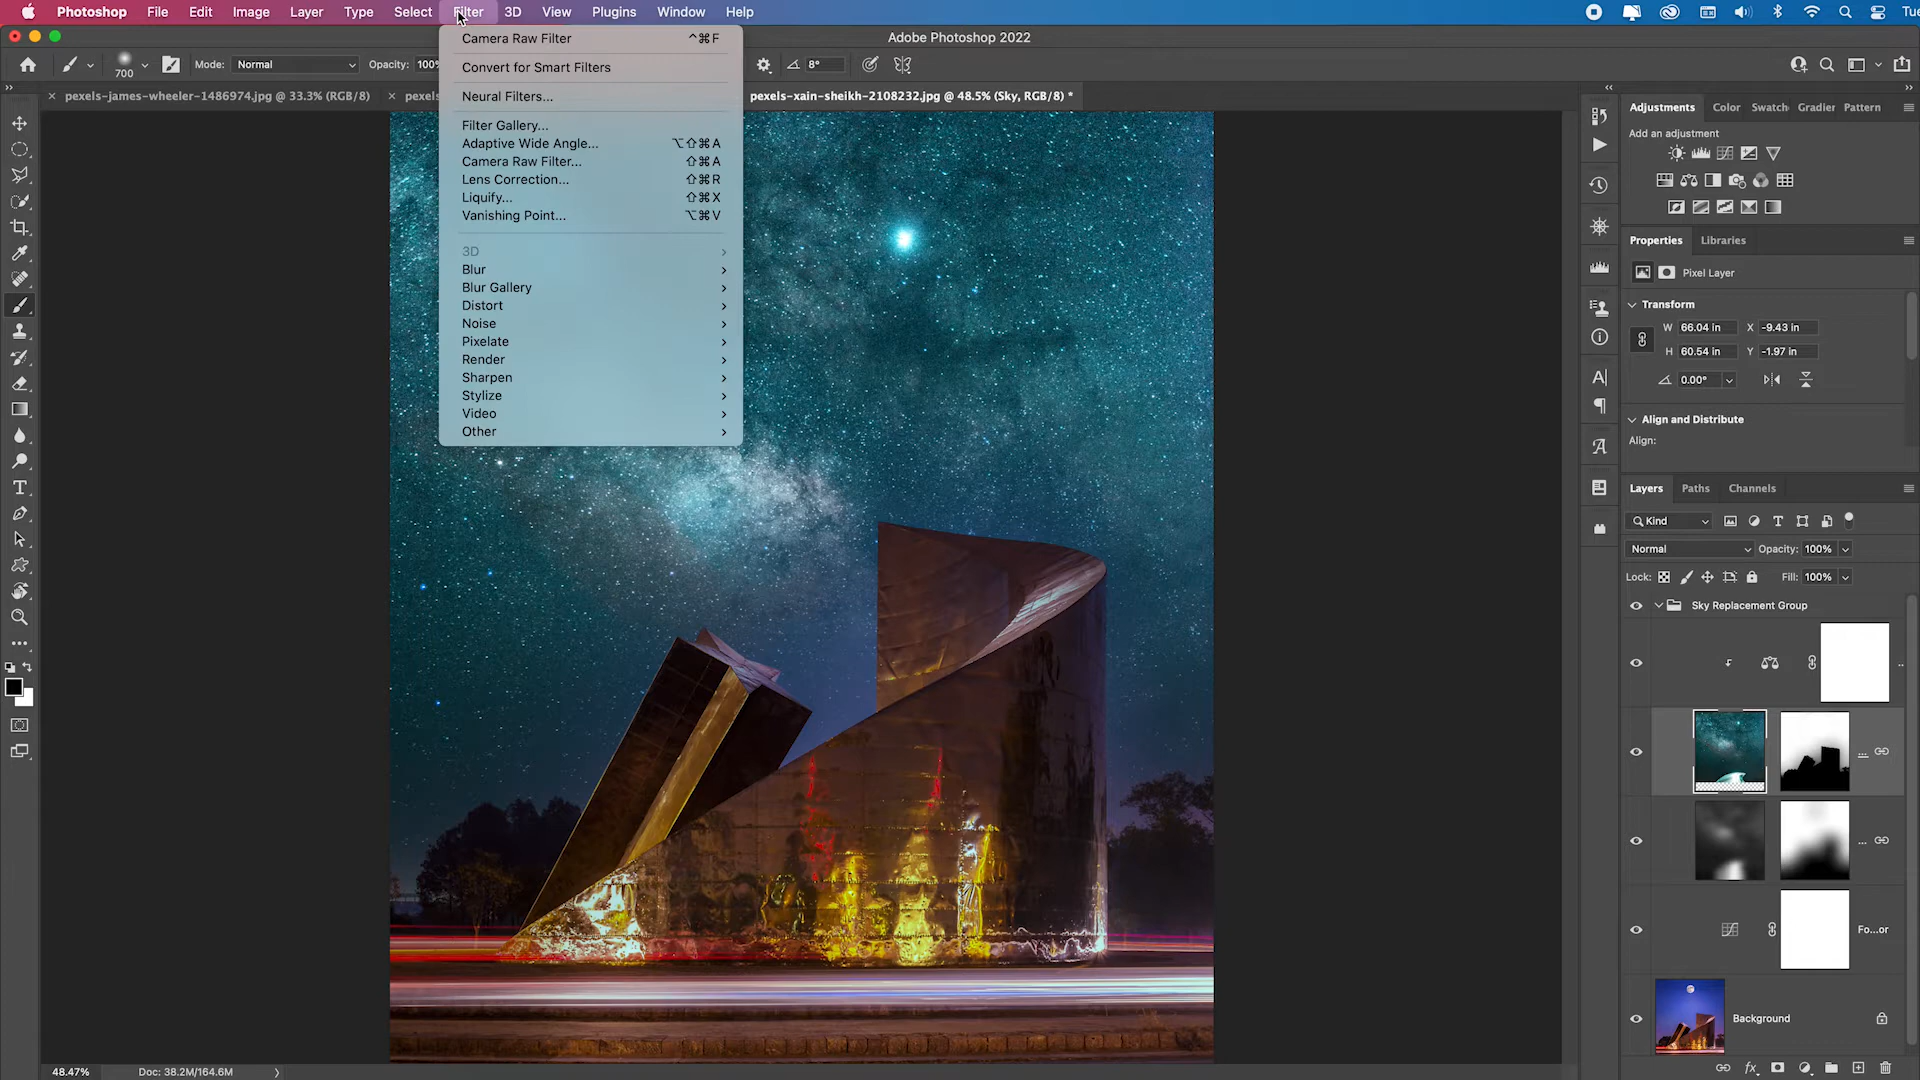 Photoshop File Edit Image Layer Type Select Filter 3D View Plugins Window Help
Adobe Photoshop 2022
700 Mode: Normal Opacity: 100% 8°
pexels-james-wheeler-1486974.jpg @ 33.3% (RGB/8)
pexels-xain-sheikh-2108232.jpg @ 48.5% (Sky, RGB/8) *
Camera Raw Filter ^⌘F
Convert for Smart Filters
Neural Filters...
Filter Gallery...
Adaptive Wide Angle... ⌥⇧⌘A
Camera Raw Filter... ⇧⌘A
Lens Correction... ⇧⌘R
Liquify... ⇧⌘X
Vanishing Point... ⌥⌘V
3D
Blur
Blur Gallery
Distort
Noise
Pixelate
Render
Sharpen
Stylize
Video
Other
Adjustments Color Swatch Gradier Pattern
Add an adjustment
Properties Libraries
Pixel Layer
Transform
W 66.04 in X -9.43 in
H 60.54 in Y -1.97 in
0.00°
Align and Distribute
Align:
Layers Paths Channels
Kind
Normal Opacity: 100%
Lock: Fill: 100%
Sky Replacement Group
Fo...or
Background
48.47% Doc: 38.2M/164.6M